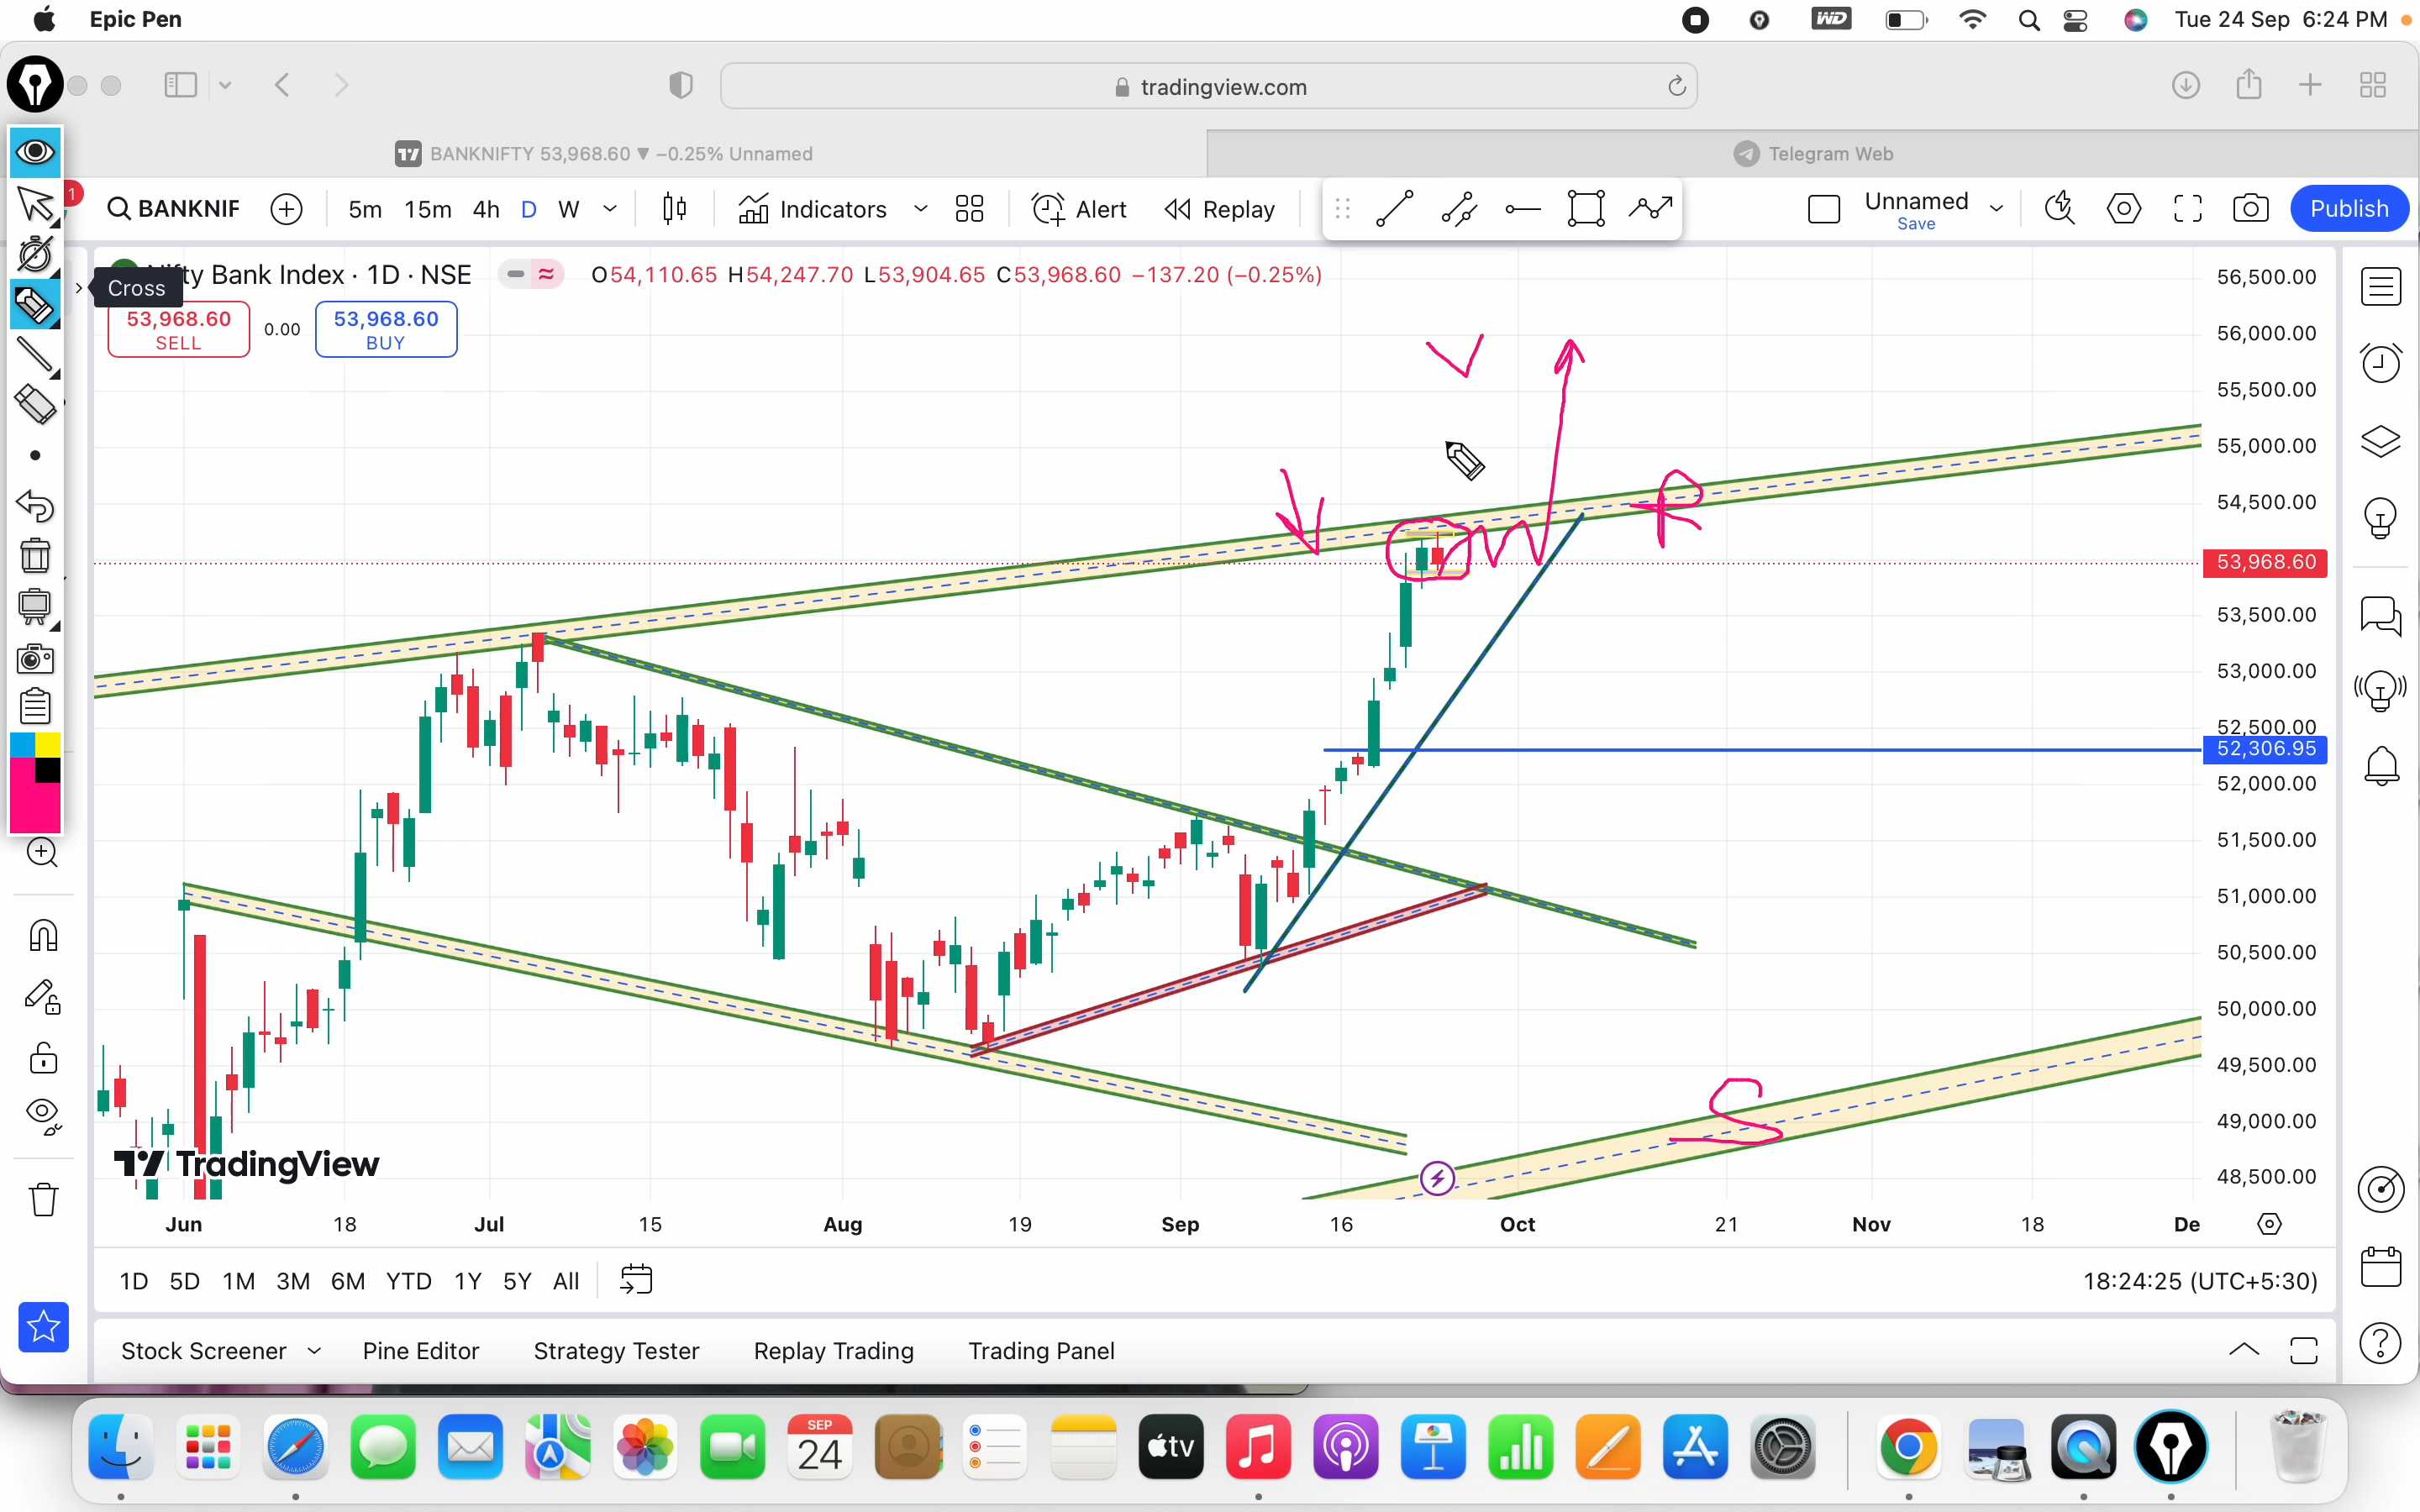 Epic Pen
WD
Tue 24 Sep 6:24 PM
tradingview.com
BANKNIFTY 53,968.60 ▼ −0.25% Unnamed
Telegram Web
1
BANKNIF
5m 15m 4h D W
Indicators
Alert
Replay
Unnamed
Save
Publish
Cross
fty Bank Index · 1D · NSE
O54,110.65 H54,247.70 L53,904.65 C53,968.60 −137.20 (−0.25%)
53,968.60
SELL
0.00
53,968.60
BUY
56,500.00
56,000.00
55,500.00
55,000.00
54,500.00
R
53,968.60
53,500.00
53,000.00
52,500.00
52,306.95
52,000.00
51,500.00
51,000.00
50,500.00
50,000.00
49,500.00
S
49,000.00
48,500.00
TradingView
Jun 18 Jul 15 Aug 19 Sep 16 Oct 21 Nov 18 De
1D 5D 1M 3M 6M YTD 1Y 5Y All
18:24:25 (UTC+5:30)
Stock Screener Pine Editor Strategy Tester Replay Trading Trading Panel
SEP
24
tv